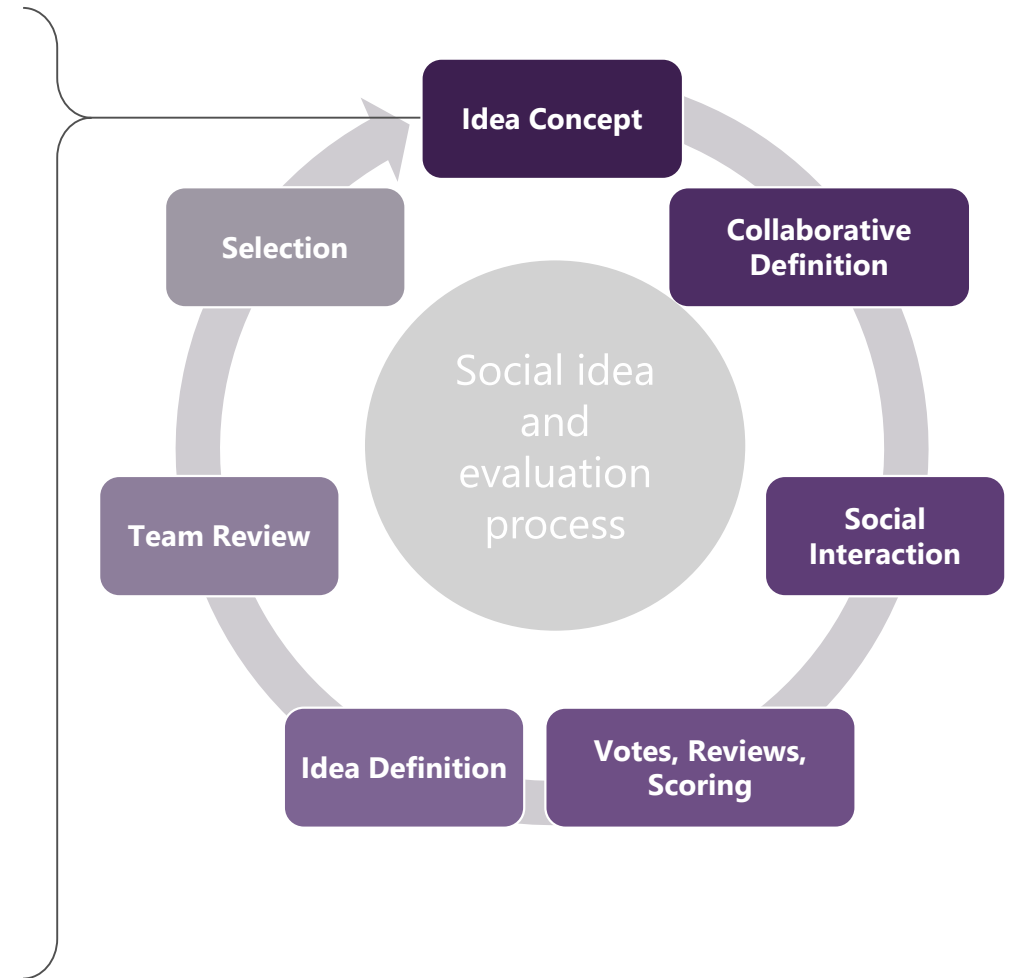 Idea Concept
Collaborative
Definition
Social
Interaction
Votes, Reviews,
Scoring
Idea Definition
Team Review
Selection
Social idea
and
evaluation
process